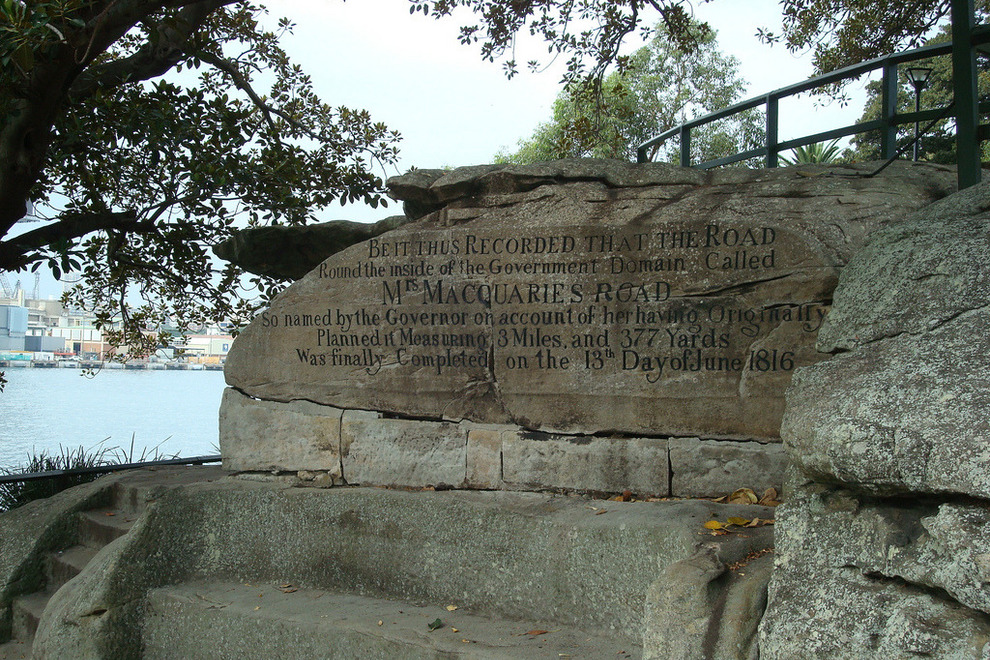 BE IT THUS RECORDED THAT THE ROAD
Round the inside of the Government Domain Called
Mrs MACQUARIES ROAD
So named by the Governor on account of her having Originally
Planned it Measuring 3 Miles, and 377 Yards
Was finally Completed on the 13th Day of June 1816